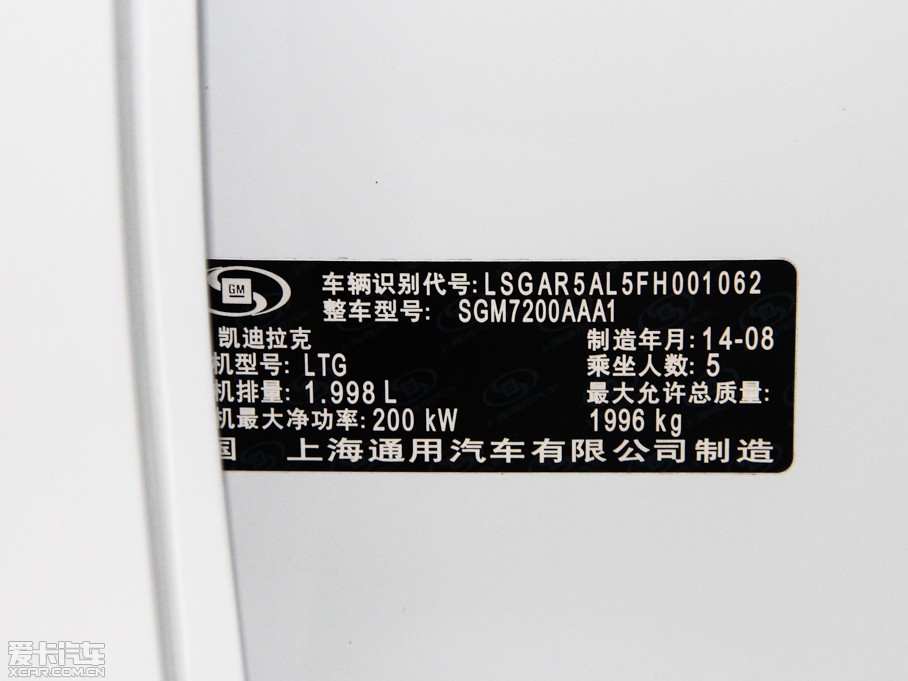 GM
车辆识别代号:LSGAR5AL5FH001062
整车型号: SGM7200AAA1
凯迪拉克 制造年月:14-08
机型号: LTG 乘坐人数: 5
机排量: 1.998 L 最大允许总质量:
机最大净功率: 200 kW 1996 kg
国 上海通用汽车有限公司制造
爱卡汽车
XCAR.COM.CN